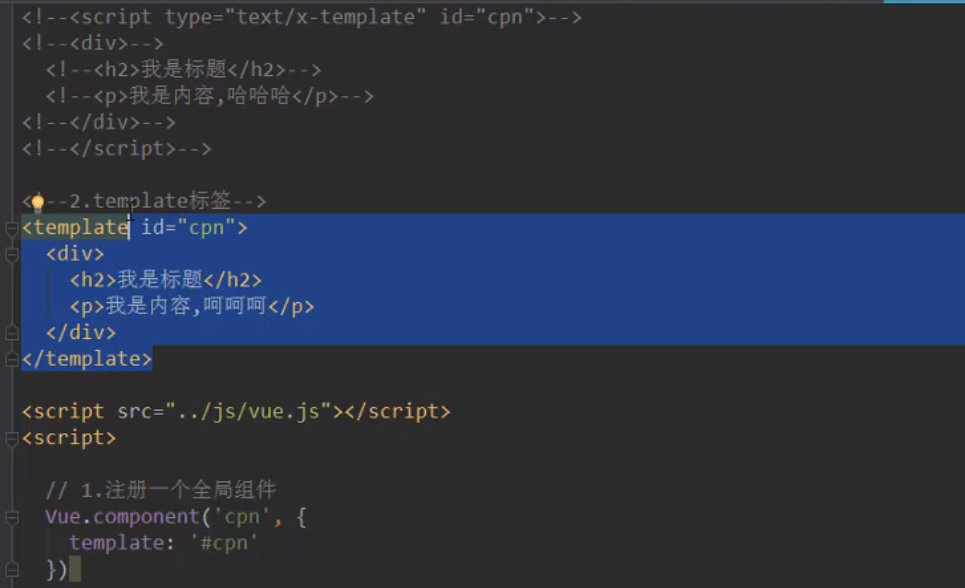 <!--<script type="text/x-template" id="cpn">-->
<!--<div>-->
<!--<h2>我是标题</h2>-->
<!--<p>我是内容,哈哈哈</p>-->
<!--</div>-->
<!--</script>-->
<!--2.template标签-->
<template id="cpn">
<div>
<h2>我是标题</h2>
<p>我是内容,呵呵呵</p>
</div>
</template>
<script src="../js/vue.js"></script>
<script>
// 1.注册一个全局组件
Vue.component('cpn', {
template: '#cpn'
})